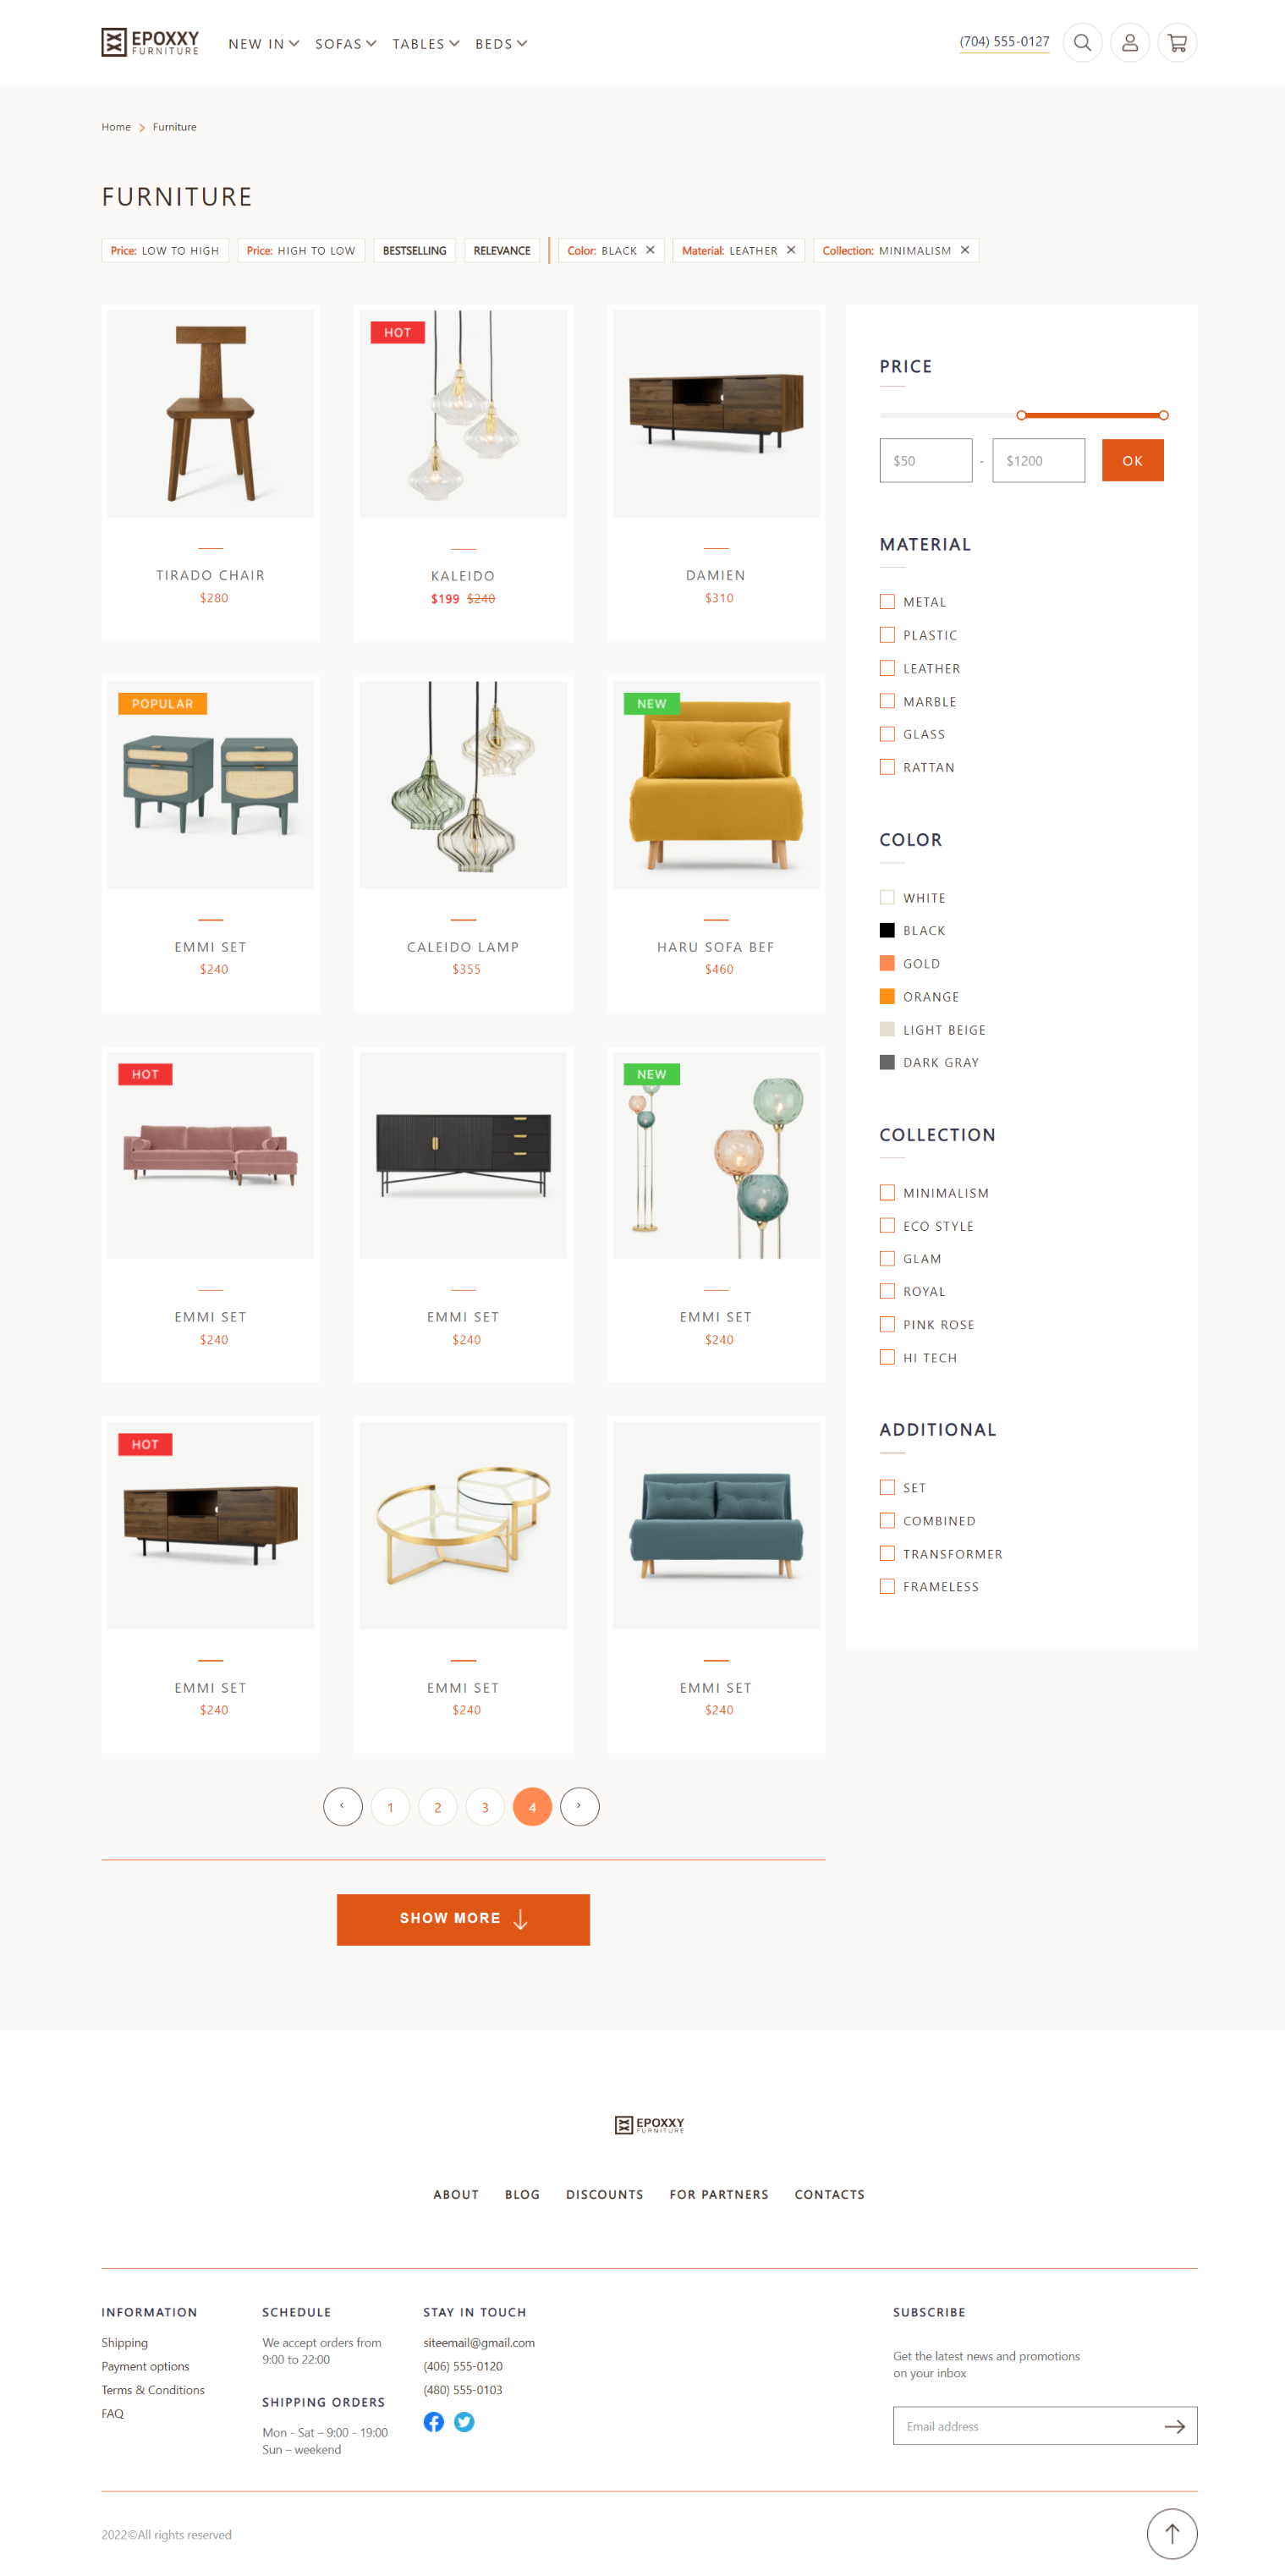 EPOXXY
FURNITURE
NEW IN SOFAS TABLES BEDS
(704) 555-0127
Home > Furniture
FURNITURE
Price: LOW TO HIGH Price: HIGH TO LOW BESTSELLING RELEVANCE Color: BLACK ✕ Material: LEATHER ✕ Collection: MINIMALISM ✕
TIRADO CHAIR
$280
HOT
KALEIDO
$199 $240
DAMIEN
$310
POPULAR
EMMI SET
$240
CALEIDO LAMP
$355
NEW
HARU SOFA BEF
$460
HOT
EMMI SET
$240
EMMI SET
$240
NEW
EMMI SET
$240
HOT
EMMI SET
$240
EMMI SET
$240
EMMI SET
$240
‹ 1 2 3 4 ›
SHOW MORE
PRICE
$50 - $1200 OK
MATERIAL
METAL
PLASTIC
LEATHER
MARBLE
GLASS
RATTAN
COLOR
WHITE
BLACK
GOLD
ORANGE
LIGHT BEIGE
DARK GRAY
COLLECTION
MINIMALISM
ECO STYLE
GLAM
ROYAL
PINK ROSE
HI TECH
ADDITIONAL
SET
COMBINED
TRANSFORMER
FRAMELESS
EPOXXY
FURNITURE
ABOUT BLOG DISCOUNTS FOR PARTNERS CONTACTS
INFORMATION
Shipping
Payment options
Terms & Conditions
FAQ
SCHEDULE
We accept orders from
9:00 to 22:00
SHIPPING ORDERS
Mon - Sat – 9:00 - 19:00
Sun – weekend
STAY IN TOUCH
siteemail@gmail.com
(406) 555-0120
(480) 555-0103
SUBSCRIBE
Get the latest news and promotions
on your inbox
Email address
2022©All rights reserved